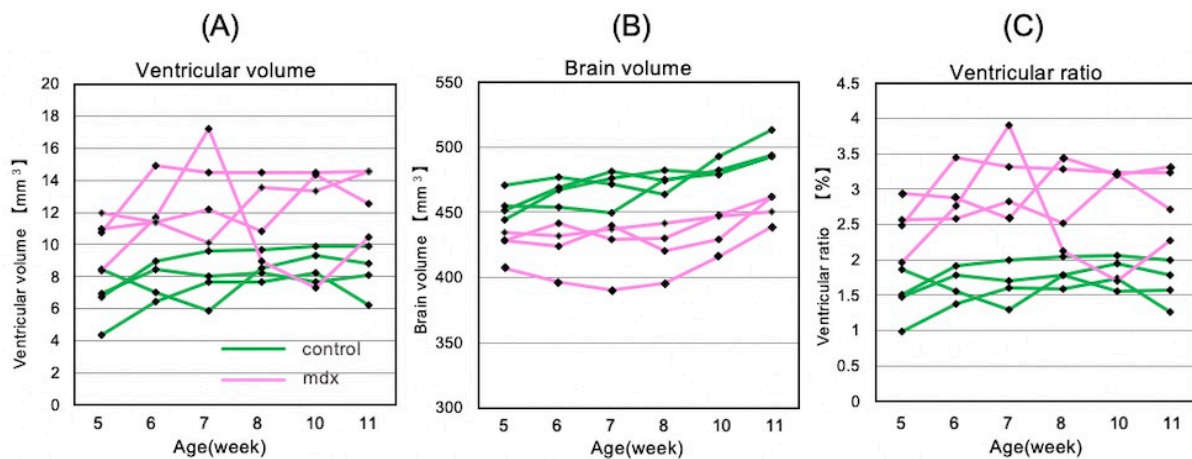 (A)
Ventricular volume
Ventricular volume [mm³]
20
18
16
14
12
10
8
6
4
2
0
control
mdx
5 6 7 8 10 11
Age(week)
(B)
Brain volume
Brain volume [mm³]
550
500
450
400
350
300
5 6 7 8 10 11
Age(week)
(C)
Ventricular ratio
Ventricular ratio [%]
4.5
4
3.5
3
2.5
2
1.5
1
0.5
0
5 6 7 8 10 11
Age(week)